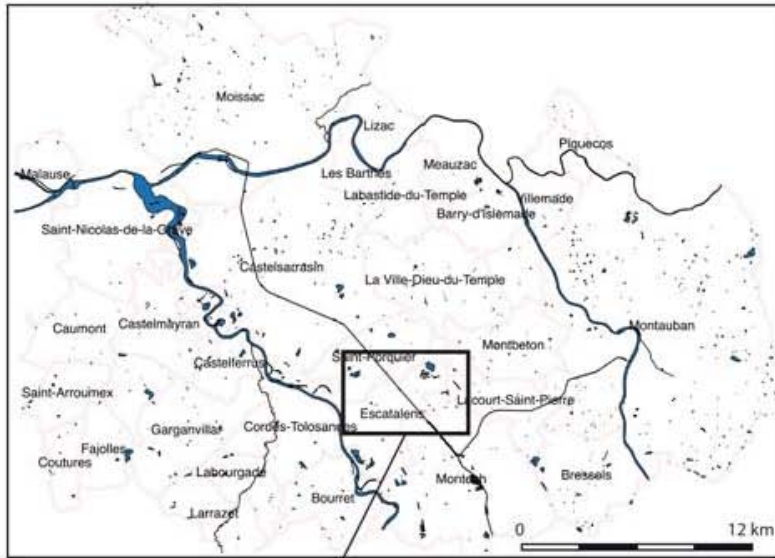 Moissac
Lizac
Piquecos
Malause
Les Barthes
Meauzac
Labastide-du-Temple
Villemade
Barry-d'Islemade
Saint-Nicolas-de-la-Grave
Castelsarrasin
La Ville-Dieu-du-Temple
Caumont
Castelmayran
Montauban
Montbeton
Castelferrus
Saint-Porquier
Saint-Arroumex
Lacourt-Saint-Pierre
Escatalens
Garganvillar
Cordes-Tolosannes
Fajolles
Coutures
Labourgade
Montech
Bressols
Bourret
Larrazet
0 12 km